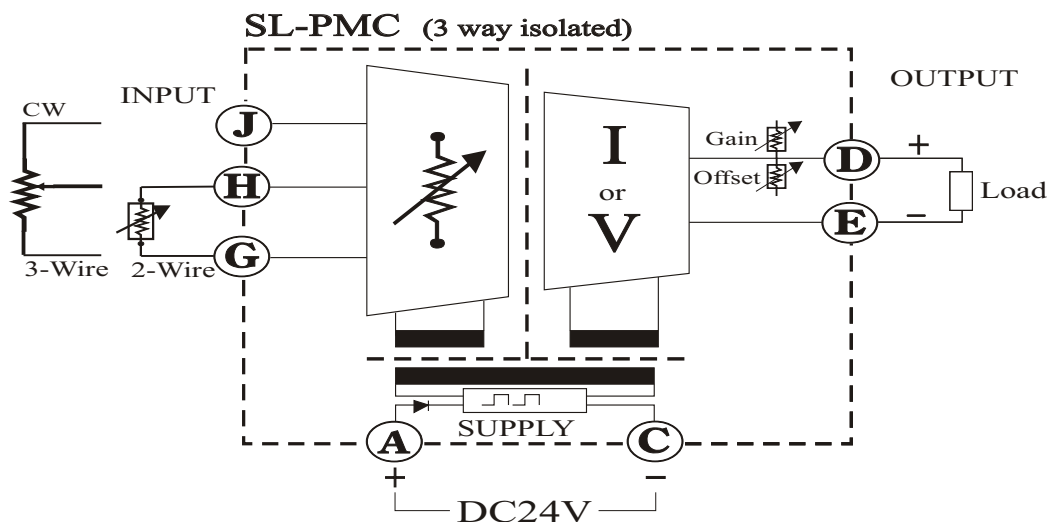 SL-PMC (3 way isolated)
INPUT
OUTPUT
CW
J
H
G
3-Wire
2-Wire
I
or
V
Gain
Offset
D
E
+
−
Load
SUPPLY
A
C
+
−
DC24V